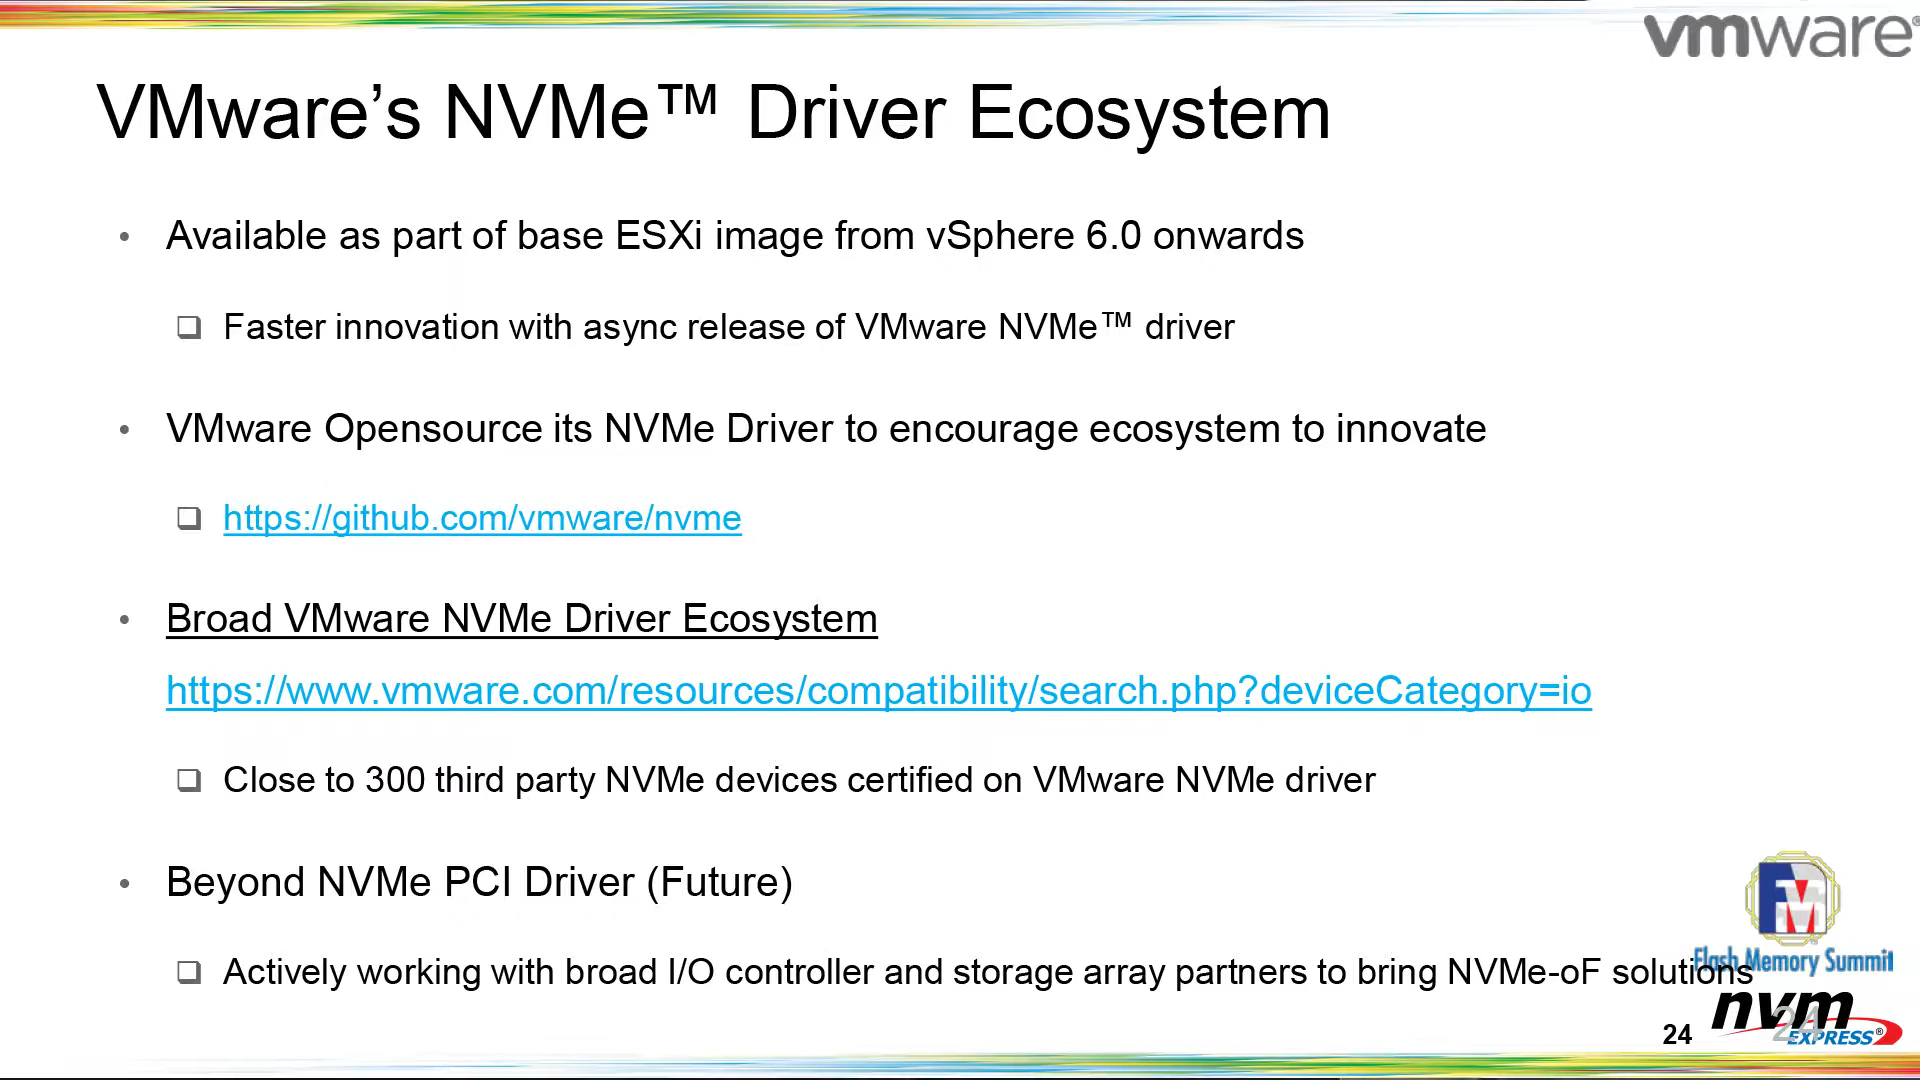 vmware®
VMware’s NVMe™ Driver Ecosystem
• Available as part of base ESXi image from vSphere 6.0 onwards
❑ Faster innovation with async release of VMware NVMe™ driver
• VMware Opensource its NVMe Driver to encourage ecosystem to innovate
❑ https://github.com/vmware/nvme
• Broad VMware NVMe Driver Ecosystem
https://www.vmware.com/resources/compatibility/search.php?deviceCategory=io
❑ Close to 300 third party NVMe devices certified on VMware NVMe driver
• Beyond NVMe PCI Driver (Future)
❑ Actively working with broad I/O controller and storage array partners to bring NVMe-oF solutions
FM
Flash Memory Summit
nvm
EXPRESS®
24
24